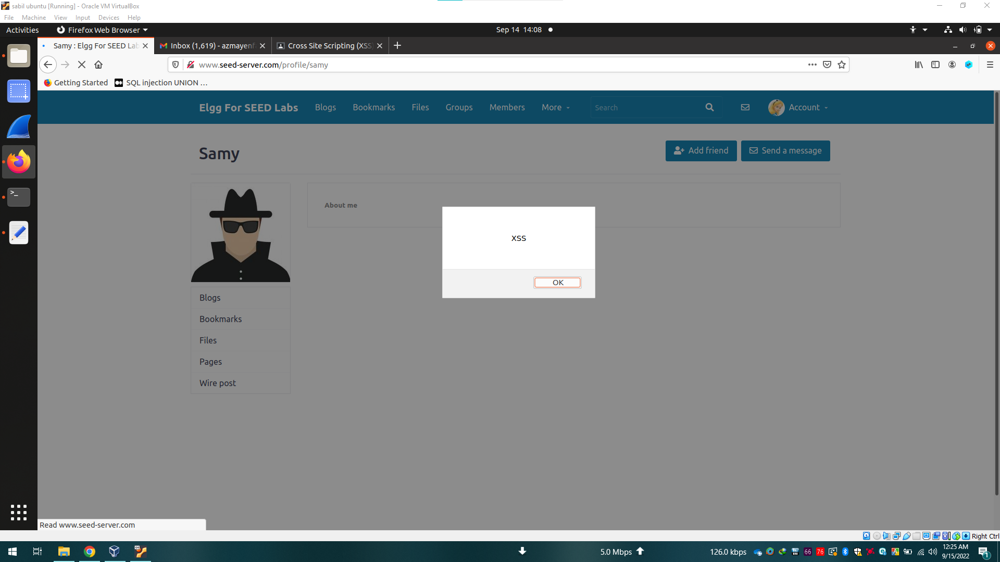 sabil ubuntu [Running] - Oracle VM VirtualBox
File Machine View Input Devices Help
Activities Firefox Web Browser Sep 14 14:08
Samy : Elgg For SEED Lab Inbox (1,619) - azmayenf Cross Site Scripting (XSS)
www.seed-server.com/profile/samy
Getting Started SQL injection UNION …
Elgg For SEED Labs Blogs Bookmarks Files Groups Members More Search Account
Samy Add friend Send a message
About me
XSS
OK
Blogs
Bookmarks
Files
Pages
Wire post
Read www.seed-server.com
Right Ctrl
5.0 Mbps 126.0 kbps 66 76 12:25 AM
9/15/2022 1